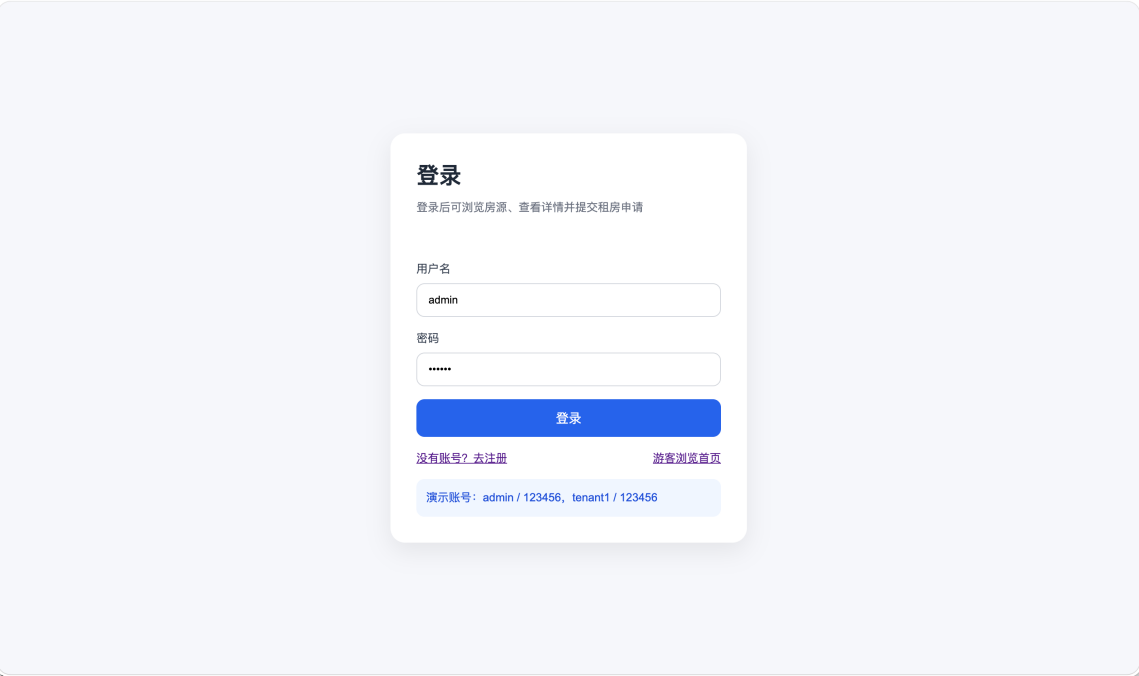 登录
登录后可浏览房源、查看详情并提交租房申请
用户名
admin
密码
••••••
登录
没有账号？去注册 游客浏览首页
演示账号：admin / 123456，tenant1 / 123456